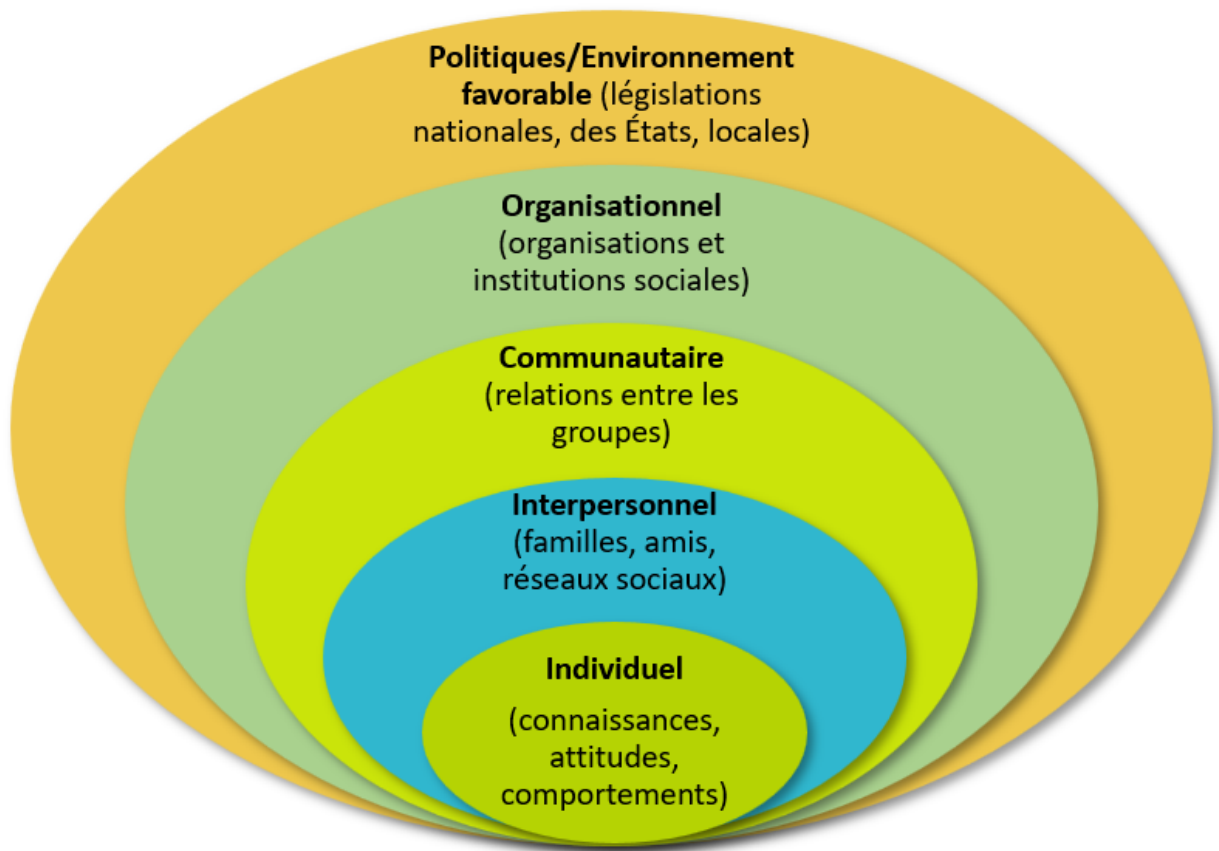 Politiques/Environnement
favorable (législations
nationales, des États, locales)
Organisationnel
(organisations et
institutions sociales)
Communautaire
(relations entre les
groupes)
Interpersonnel
(familles, amis,
réseaux sociaux)
Individuel
(connaissances,
attitudes,
comportements)